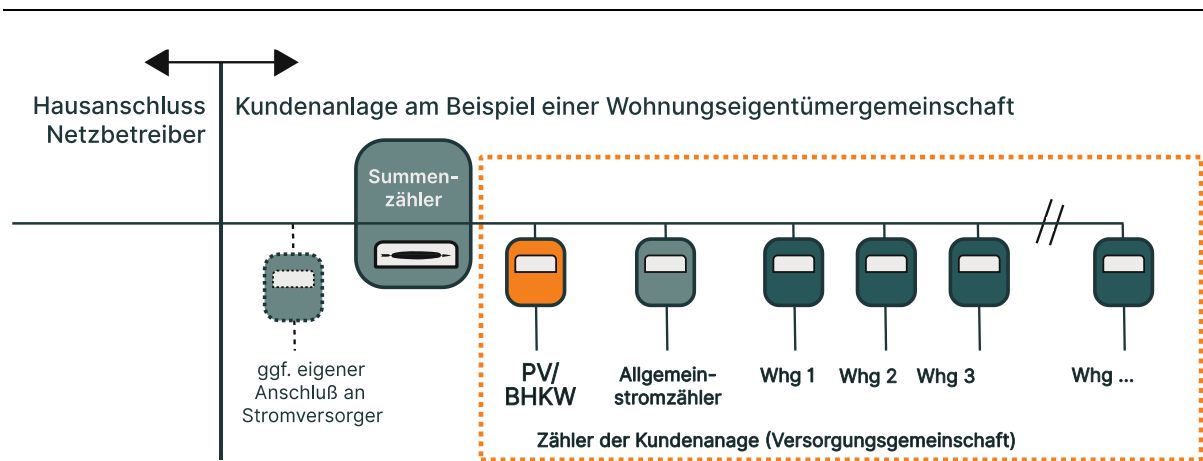 Hausanschluss
Netzbetreiber
Kundenanlage am Beispiel einer Wohnungseigentümergemeinschaft
Summen-
zähler
ggf. eigener
Anschluß an
Stromversorger
PV/
BHKW
Allgemein-
stromzähler
Whg 1
Whg 2
Whg 3
Whg ...
Zähler der Kundenanage (Versorgungsgemeinschaft)